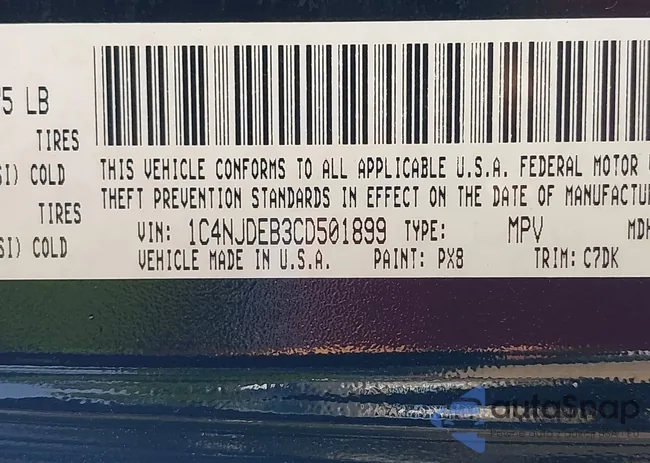 75 LB
TIRES
SI) COLD
TIRES
SI) COLD
THIS VEHICLE CONFORMS TO ALL APPLICABLE U.S.A. FEDERAL MOTOR
THEFT PREVENTION STANDARDS IN EFFECT ON THE DATE OF MANUFACTU
VIN: 1C4NJDEB3CD501899 TYPE: MPV MDH
VEHICLE MADE IN U.S.A. PAINT: PX8 TRIM: C7DK
autoSnap